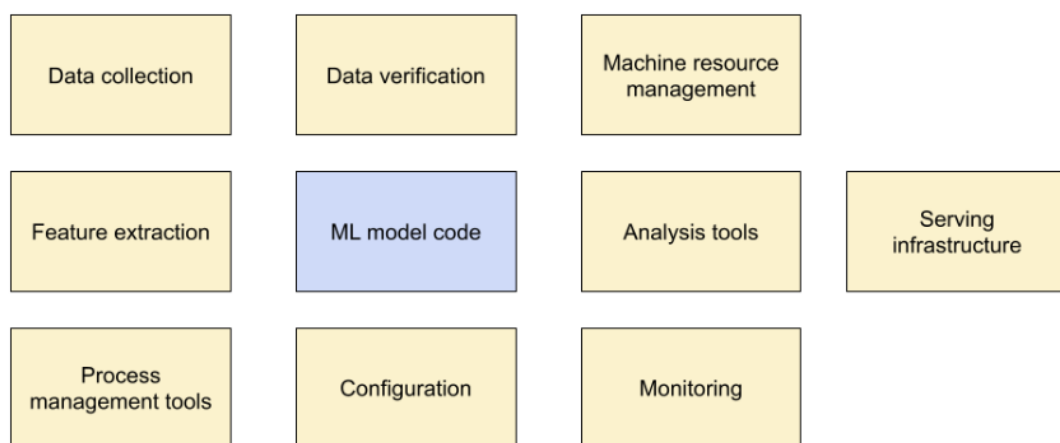 Data collection
Data verification
Machine resource
management
Feature extraction
ML model code
Analysis tools
Serving
infrastructure
Process
management tools
Configuration
Monitoring